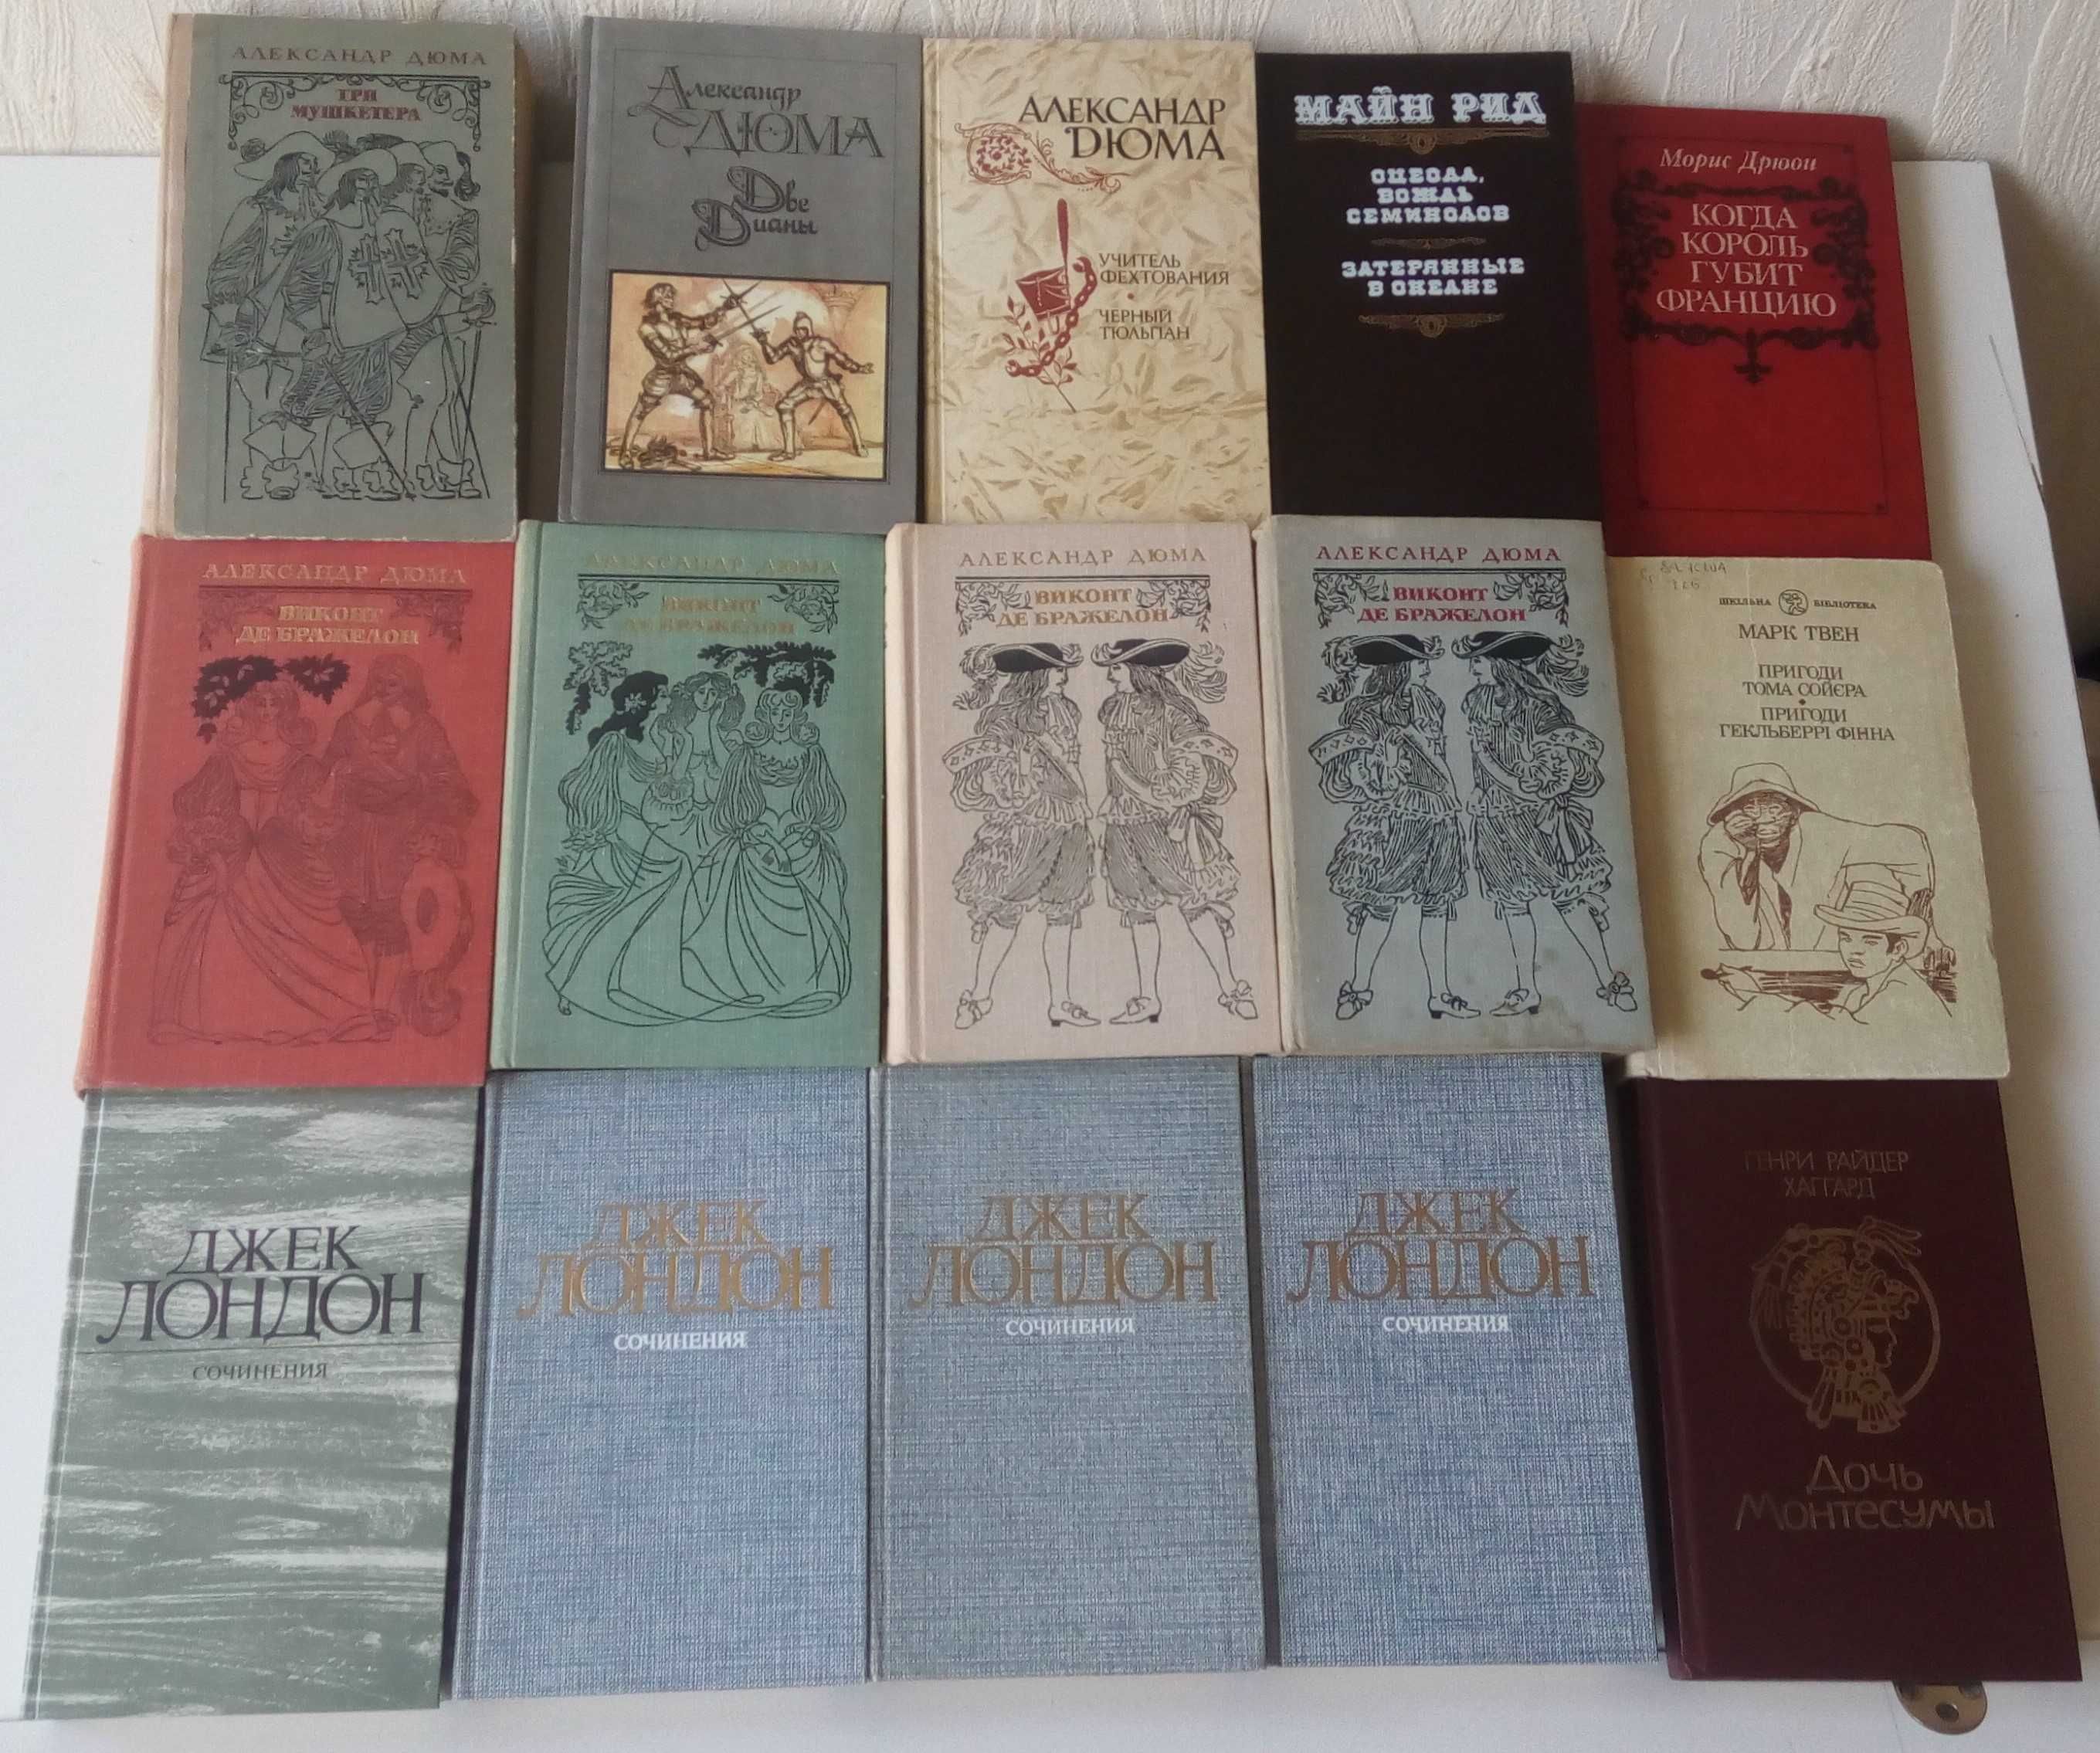 АЛЕКСАНДР ДЮМА
ТРИ
МУШКЕТЕРА
Александр
ДЮМА
Две
Дианы
АЛЕКСАНДР
ДЮМА
УЧИТЕЛЬ
ФЕХТОВАНИЯ
ЧЕРНЫЙ
ТЮЛЬПАН
МАЙН РИД
ОЦЕОЛА,
ВОЖДЬ
СЕМИНОЛОВ
ЗАТЕРЯННЫЕ
В ОКЕАНЕ
Морис Дрюон
КОГДА
КОРОЛЬ
ГУБИТ
ФРАНЦИЮ
АЛЕКСАНДР ДЮМА
ВИКОНТ
ДЕ БРАЖЕЛОН
АЛЕКСАНДР ДЮМА
ВИКОНТ
ДЕ БРАЖЕЛОН
АЛЕКСАНДР ДЮМА
ВИКОНТ
ДЕ БРАЖЕЛОН
АЛЕКСАНДР ДЮМА
ВИКОНТ
ДЕ БРАЖЕЛОН
ШКІЛЬНА БІБЛІОТЕКА
МАРК ТВЕН
ПРИГОДИ
ТОМА СОЙЄРА
ПРИГОДИ
ГЕКЛЬБЕРРІ ФІННА
ДЖЕК
ЛОНДОН
СОЧИНЕНИЯ
ДЖЕК
ЛОНДОН
СОЧИНЕНИЯ
ДЖЕК
ЛОНДОН
СОЧИНЕНИЯ
ДЖЕК
ЛОНДОН
СОЧИНЕНИЯ
ГЕНРИ РАЙДЕР
ХАГГАРД
Дочь
Монтесумы